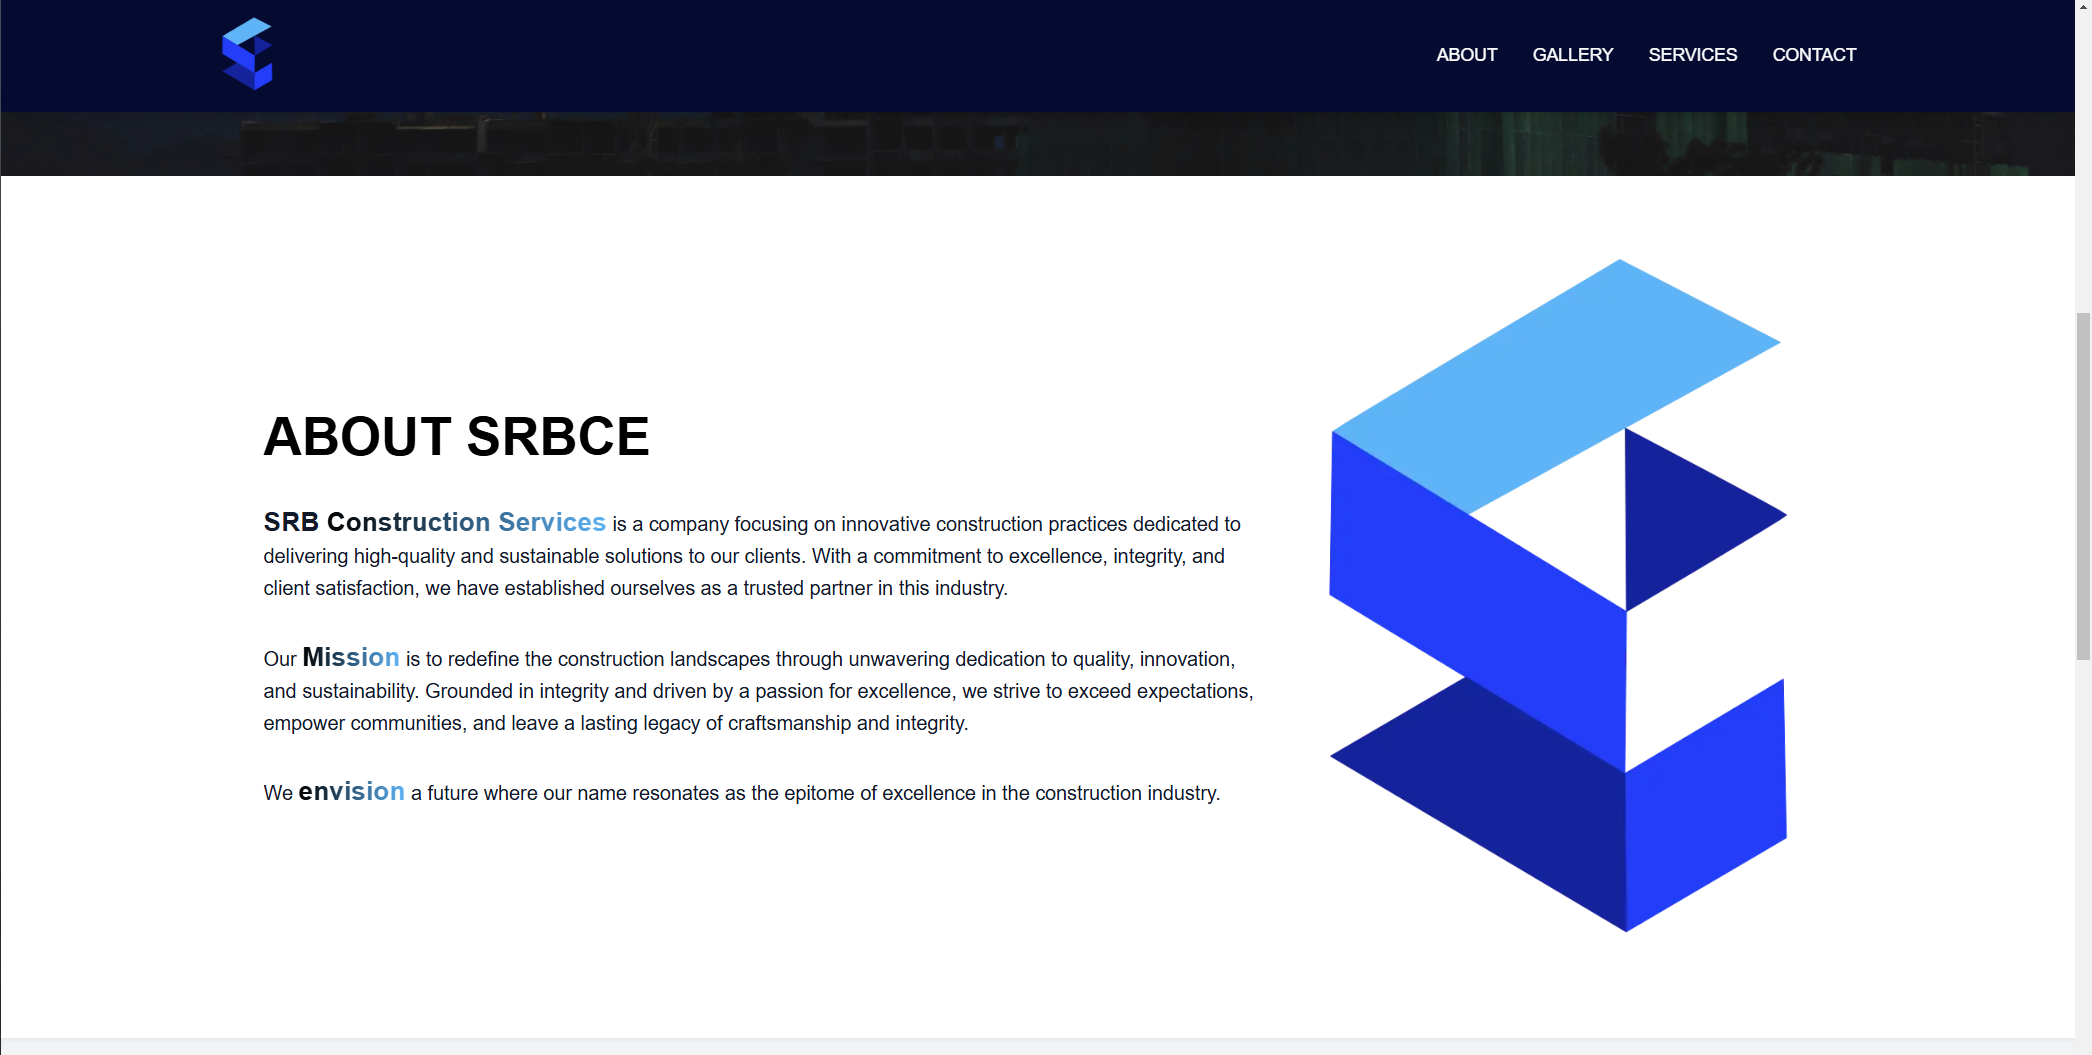 ABOUT GALLERY SERVICES CONTACT
ABOUT SRBCE
SRB Construction Services is a company focusing on innovative construction practices dedicated to
delivering high-quality and sustainable solutions to our clients. With a commitment to excellence, integrity, and
client satisfaction, we have established ourselves as a trusted partner in this industry.
Our Mission is to redefine the construction landscapes through unwavering dedication to quality, innovation,
and sustainability. Grounded in integrity and driven by a passion for excellence, we strive to exceed expectations,
empower communities, and leave a lasting legacy of craftsmanship and integrity.
We envision a future where our name resonates as the epitome of excellence in the construction industry.